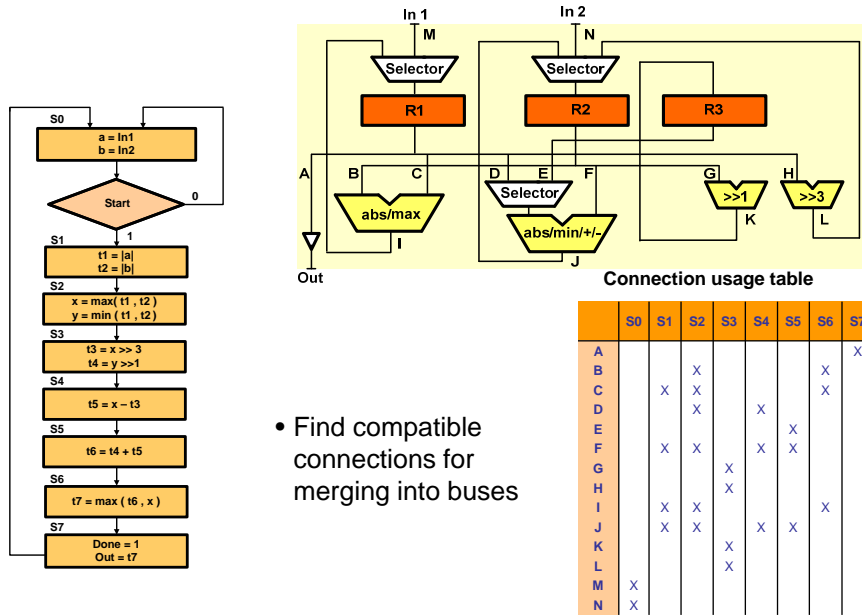 S0
a = In1
b = In2
Start
0
1
S1
t1 = |a|
t2 = |b|
S2
x = max( t1 , t2 )
y = min ( t1 , t2 )
S3
t3 = x >> 3
t4 = y >>1
S4
t5 = x – t3
S5
t6 = t4 + t5
S6
t7 = max ( t6 , x )
S7
Done = 1
Out = t7
In 1 In 2
M N
Selector Selector
R1 R2 R3
A B C D E F G H
Selector
abs/max abs/min/+/- >>1 >>3
I J K L
Out
• Find compatible
connections for
merging into buses
Connection usage table
S0 S1 S2 S3 S4 S5 S6 S7
A X
B X X
C X X X
D X X
E X
F X X X X
G X
H X
I X X X
J X X X X
K X
L X
M X
N X